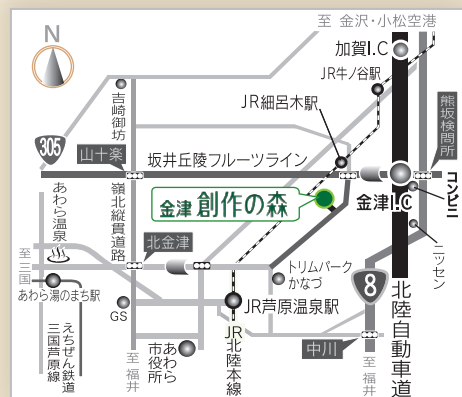 至 金沢・小松空港
N
加賀I.C
JR牛ノ谷駅
吉崎御坊
JR細呂木駅
熊坂検問所
305
山十楽
坂井丘陵フルーツライン
コンビニ
金津I.C
あわら温泉
嶺北縦貫道路
金津 創作の森
ニッセン
北金津
至 三国
トリムパーク
かなづ
8
あわら湯のまち駅
GS
JR芦原温泉駅
北陸自動車道
えちぜん鉄道
三国芦原線
至 福井
あわら
市役所
JR
北陸本線
中川
至 福井